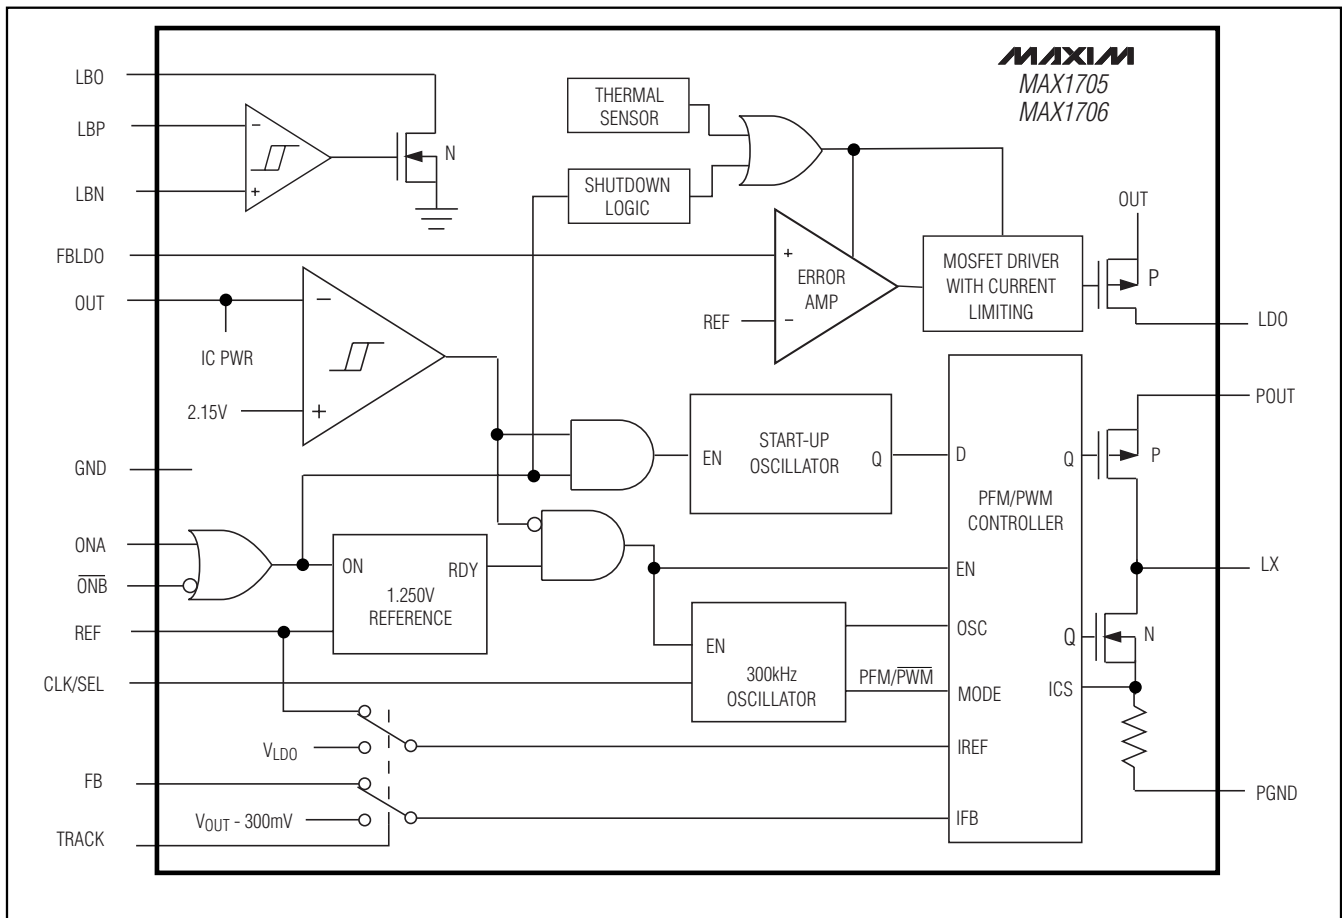 MAXIM
MAX1705
MAX1706
LBO
LBP
LBN
FBLDO
OUT
GND
ONA
ONB
REF
CLK/SEL
FB
TRACK
−
+
N
THERMAL
SENSOR
SHUTDOWN
LOGIC
+
ERROR
AMP
REF
−
MOSFET DRIVER
WITH CURRENT
LIMITING
OUT
P
LDO
−
IC PWR
2.15V
+
EN
START-UP
OSCILLATOR
Q
D
Q
PFM/PWM
CONTROLLER
P
POUT
ON
RDY
1.250V
REFERENCE
EN
LX
EN
300kHz
OSCILLATOR
OSC
PFM/PWM
MODE
Q
N
ICS
VLDO
IREF
VOUT - 300mV
IFB
PGND